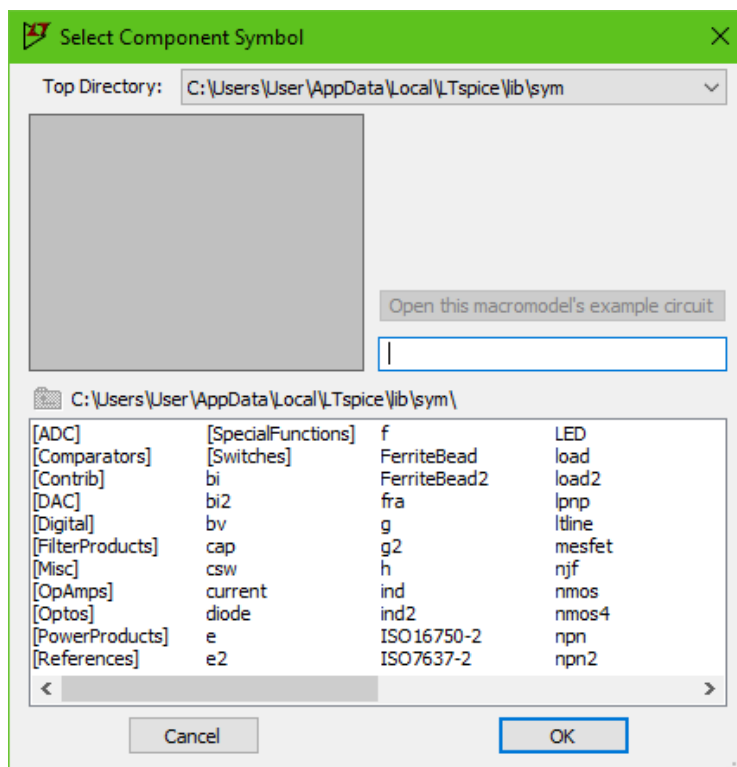 Select Component Symbol
Top Directory: C:\Users\User\AppData\Local\LTspice\lib\sym
Open this macromodel's example circuit
C:\Users\User\AppData\Local\LTspice\lib\sym\
[ADC] [SpecialFunctions] f LED
[Comparators] [Switches] FerriteBead load
[Contrib] bi FerriteBead2 load2
[DAC] bi2 fra lpnp
[Digital] bv g ltline
[FilterProducts] cap g2 mesfet
[Misc] csw h njf
[OpAmps] current ind nmos
[Optos] diode ind2 nmos4
[PowerProducts] e ISO16750-2 npn
[References] e2 ISO7637-2 npn2
Cancel OK